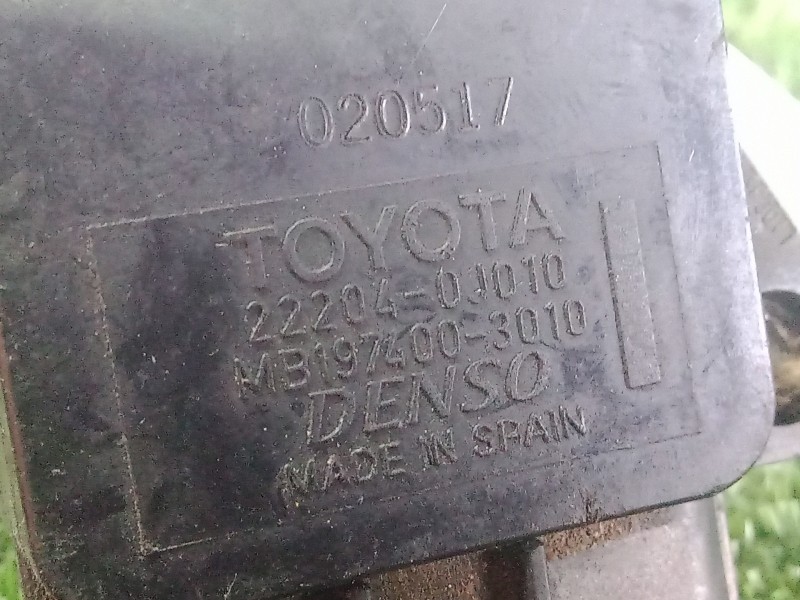 020517
TOYOTA
22204-0J010
MB197400-3010
DENSO
MADE IN SPAIN